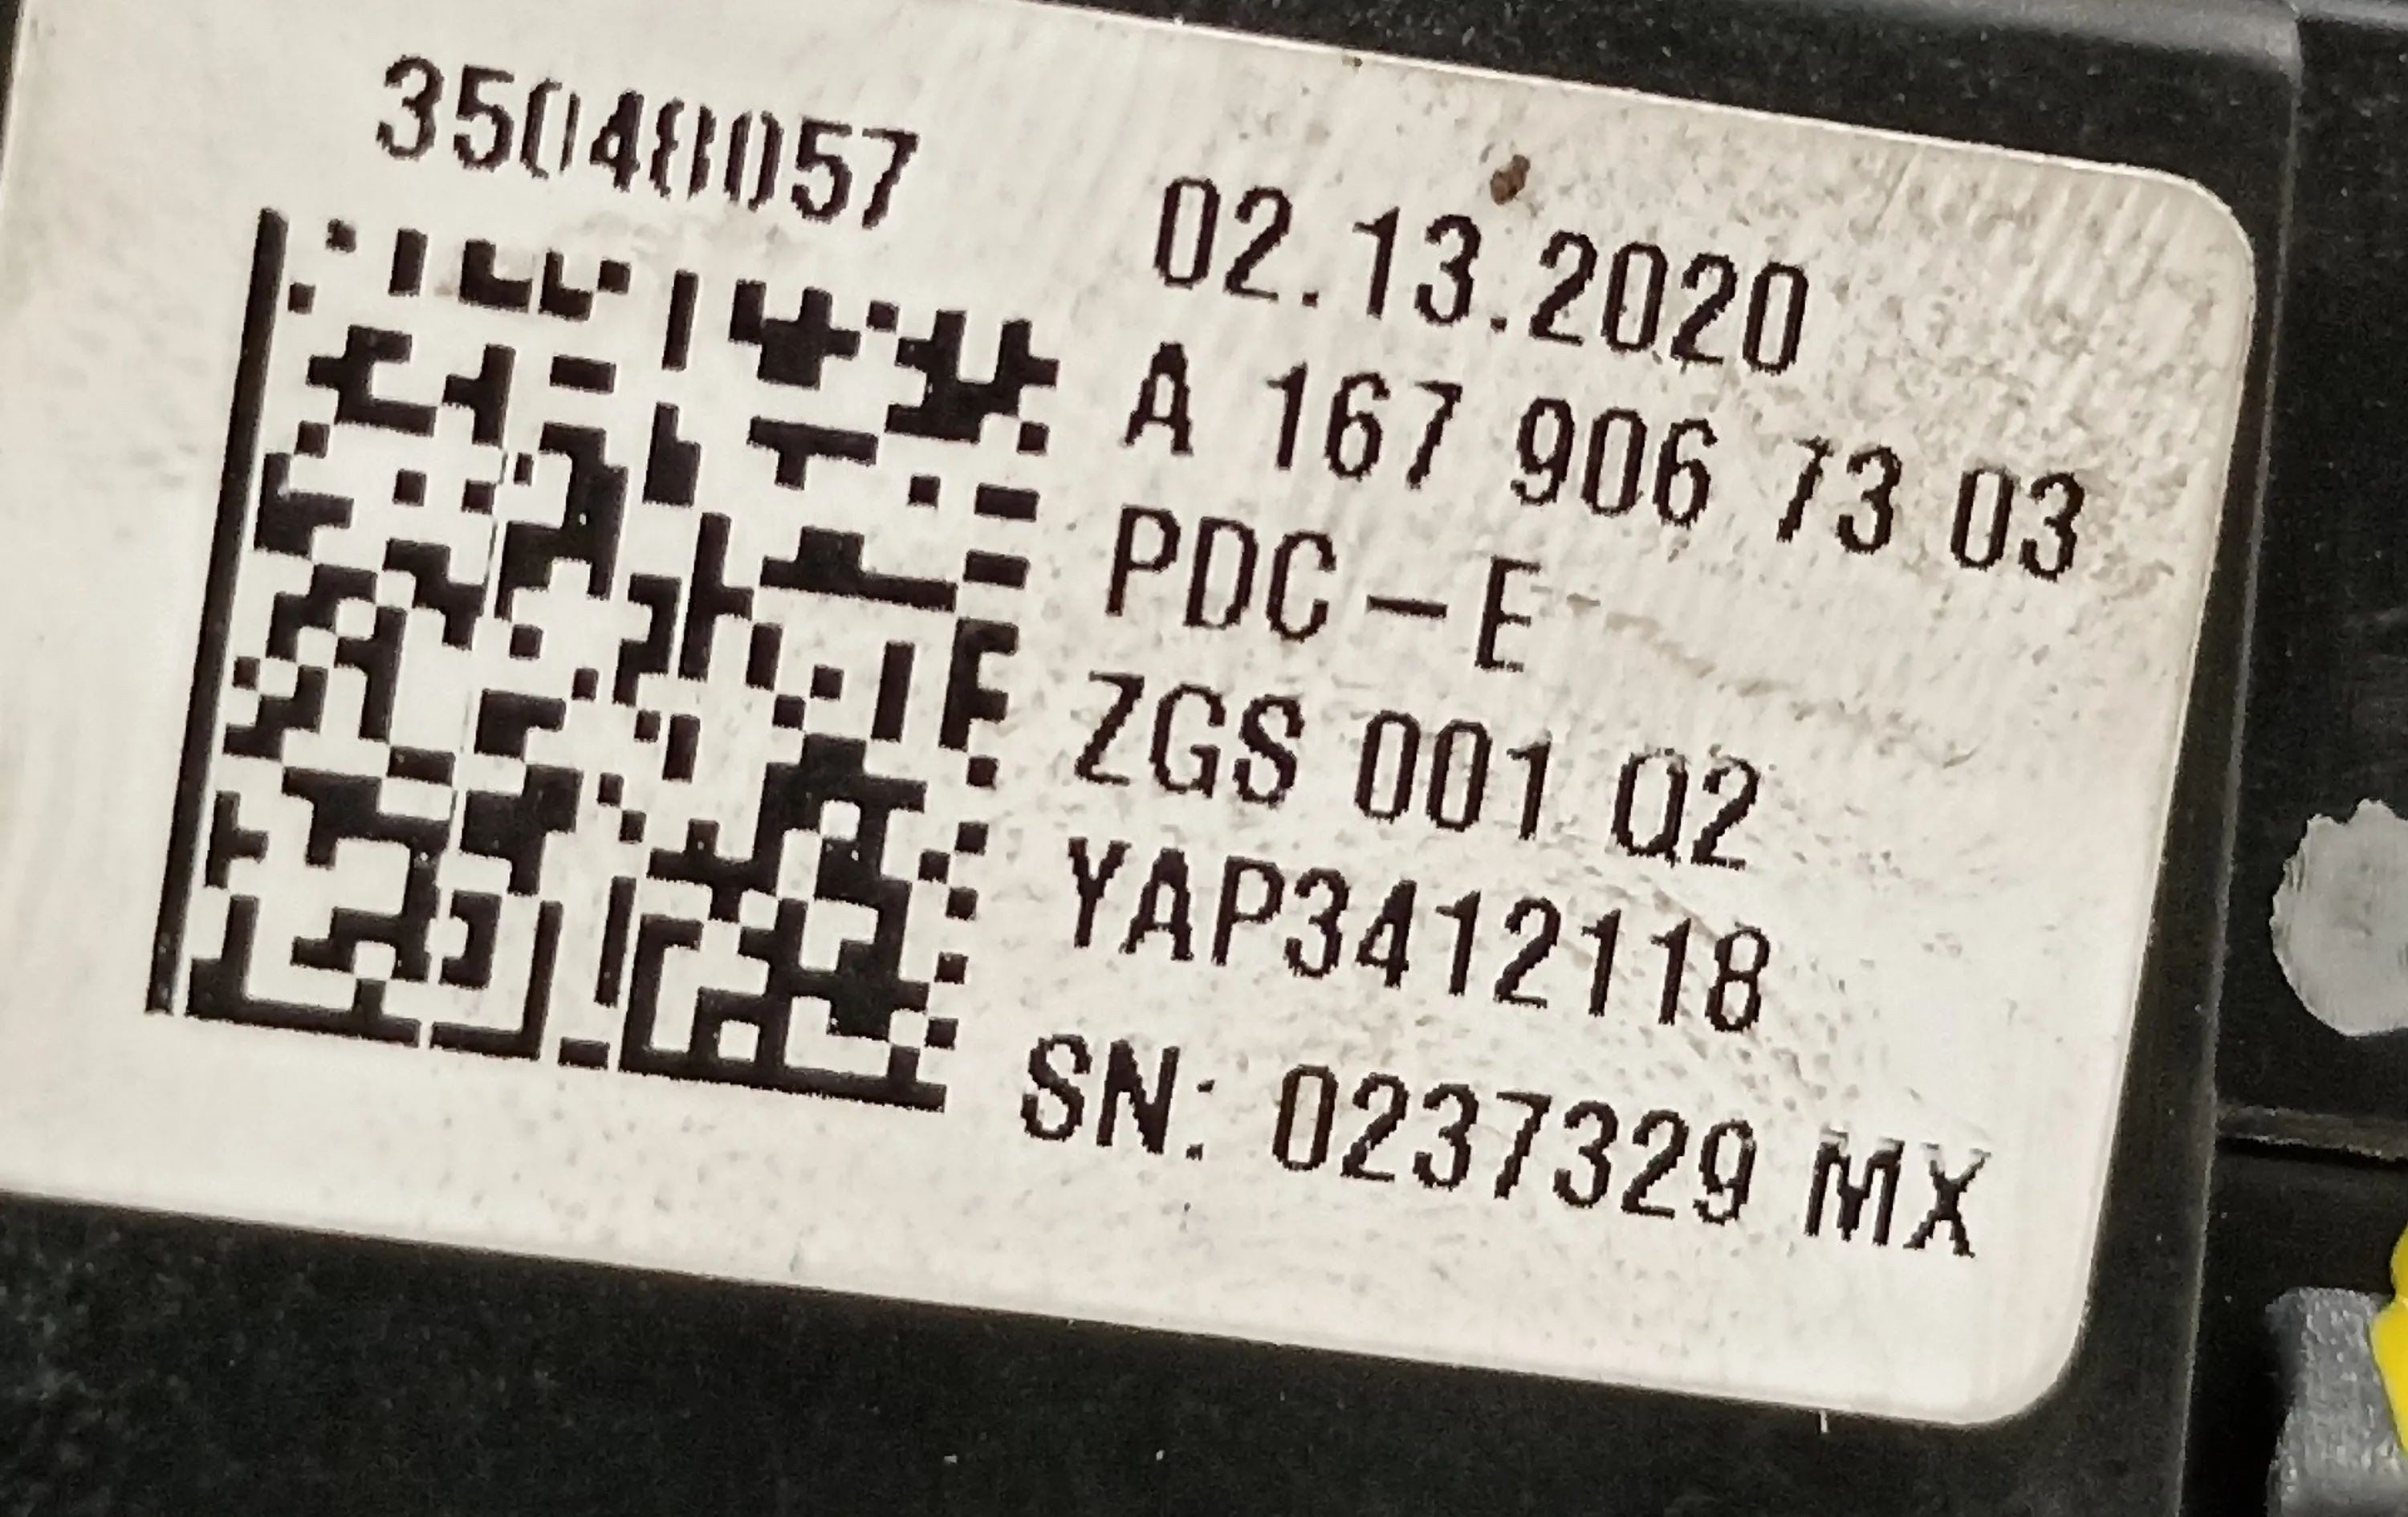 35048057
02.13.2020
A 167 906 73 03
PDC-E
ZGS 001 Q2
YAP3412118
SN: 0237329 MX